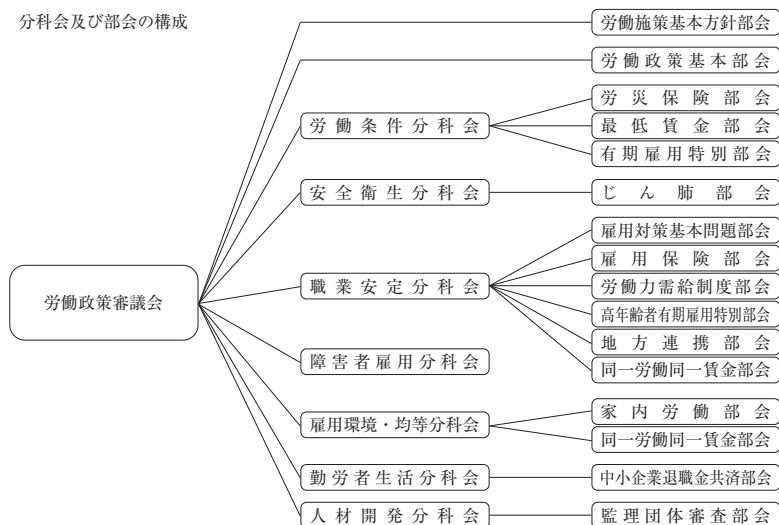 分科会及び部会の構成
労働政策審議会
労働施策基本方針部会
労働政策基本部会
労働条件分科会
労災保険部会
最低賃金部会
有期雇用特別部会
安全衛生分科会
じん肺部会
職業安定分科会
雇用対策基本問題部会
雇用保険部会
労働力需給制度部会
高年齢者有期雇用特別部会
地方連携部会
同一労働同一賃金部会
障害者雇用分科会
雇用環境・均等分科会
家内労働部会
同一労働同一賃金部会
勤労者生活分科会
中小企業退職金共済部会
人材開発分科会
監理団体審査部会